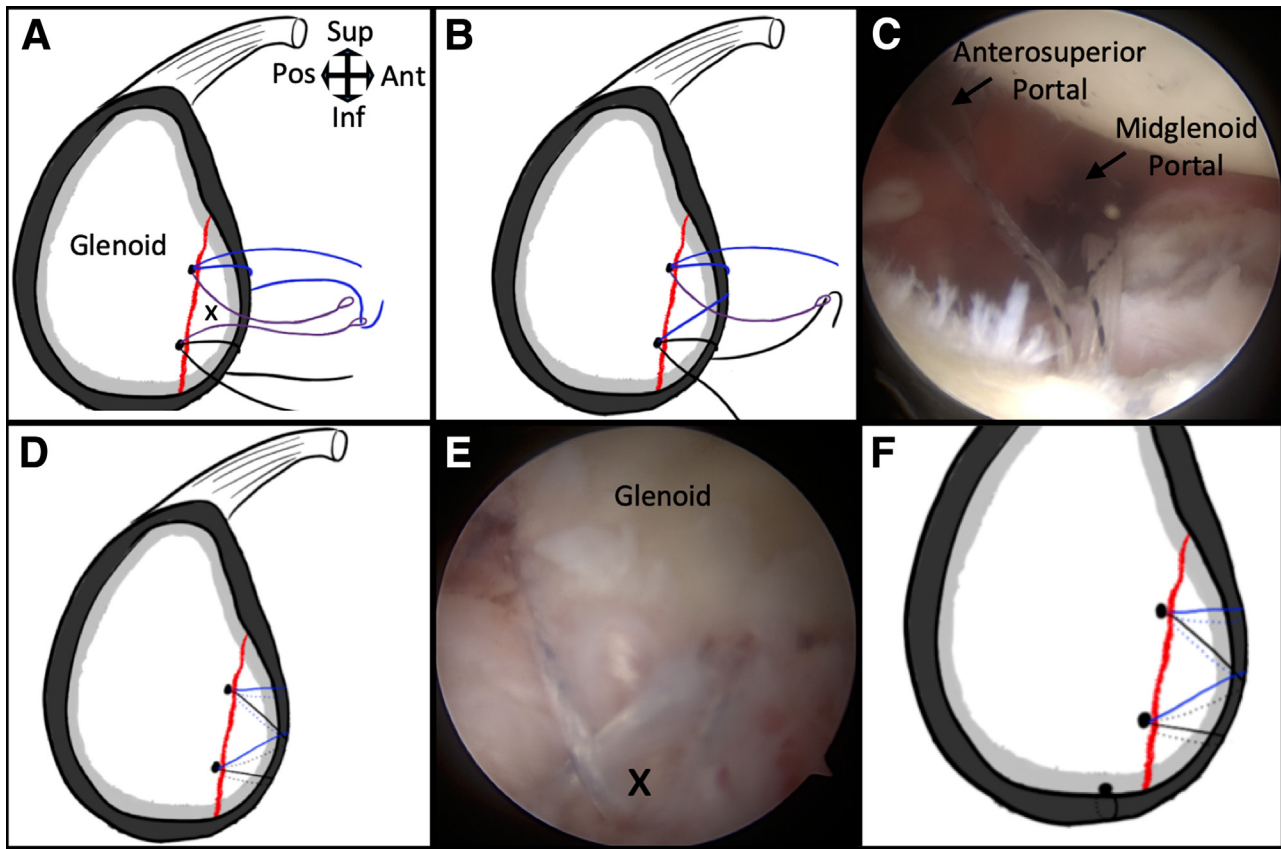 A
Sup
Pos
Ant
Inf
Glenoid
X
B
C
Anterosuperior
Portal
Midglenoid
Portal
D
E
Glenoid
X
F